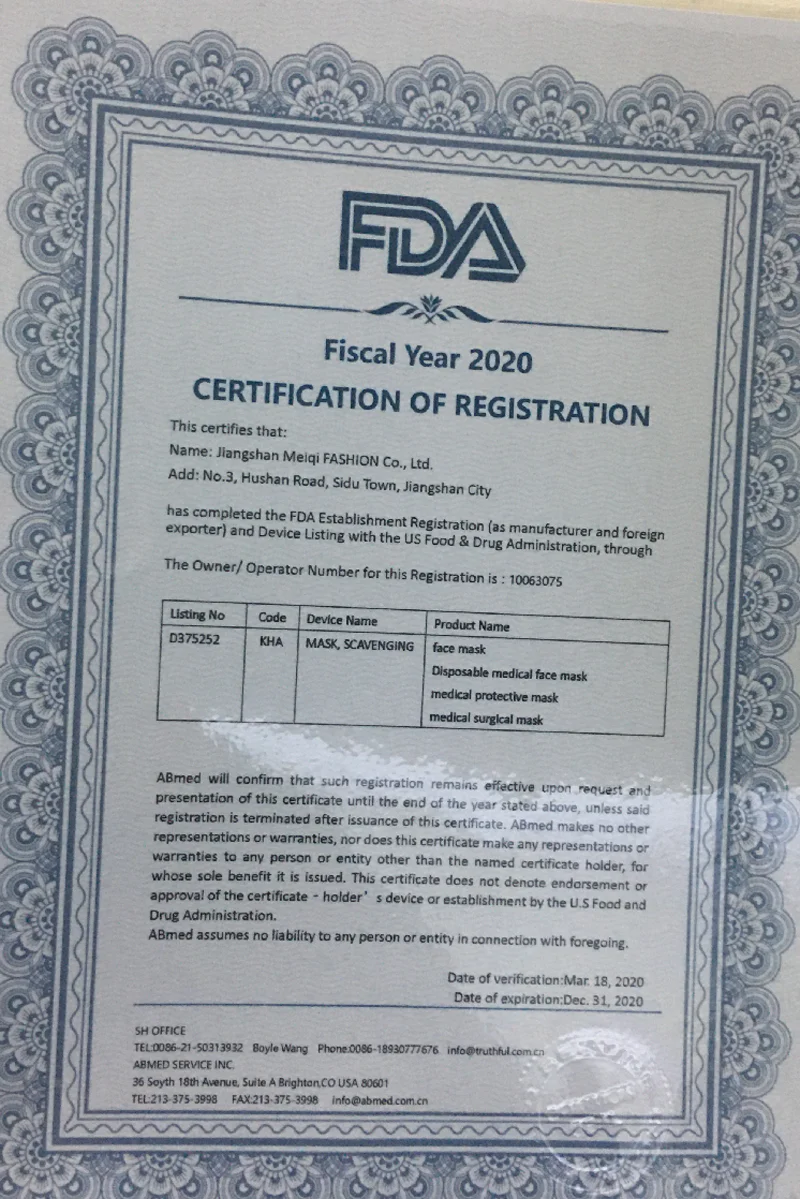 FDA
Fiscal Year 2020
CERTIFICATION OF REGISTRATION
This certifies that:
Name: Jiangshan Meiqi FASHION Co., Ltd.
Add: No.3, Hushan Road, Sidu Town, Jiangshan City
has completed the FDA Establishment Registration (as manufacturer and foreign
exporter) and Device Listing with the US Food & Drug Administration, through
The Owner/ Operator Number for this Registration is : 10063075
Listing No Code Device Name Product Name
D375252 KHA MASK, SCAVENGING face mask
Disposable medical face mask
medical protective mask
medical surgical mask
ABmed will confirm that such registration remains effective upon request and
presentation of this certificate until the end of the year stated above, unless said
registration is terminated after issuance of this certificate. ABmed makes no other
representations or warranties, nor does this certificate make any representations or
warranties to any person or entity other than the named certificate holder, for
whose sole benefit it is issued. This certificate does not denote endorsement or
approval of the certificate - holder' s device or establishment by the U.S Food and
Drug Administration.
ABmed assumes no liability to any person or entity in connection with foregoing.
Date of verification:Mar. 18, 2020
Date of expiration:Dec. 31, 2020
SH OFFICE
TEL:0086-21-50313932 Boyle Wang Phone:0086-18930777676 info@truthful.com.cn
ABMED SERVICE INC.
36 Soyth 18th Avenue, Suite A Brighton,CO USA 80601
TEL:213-375-3998 FAX:213-375-3998 info@abmed.com.cn